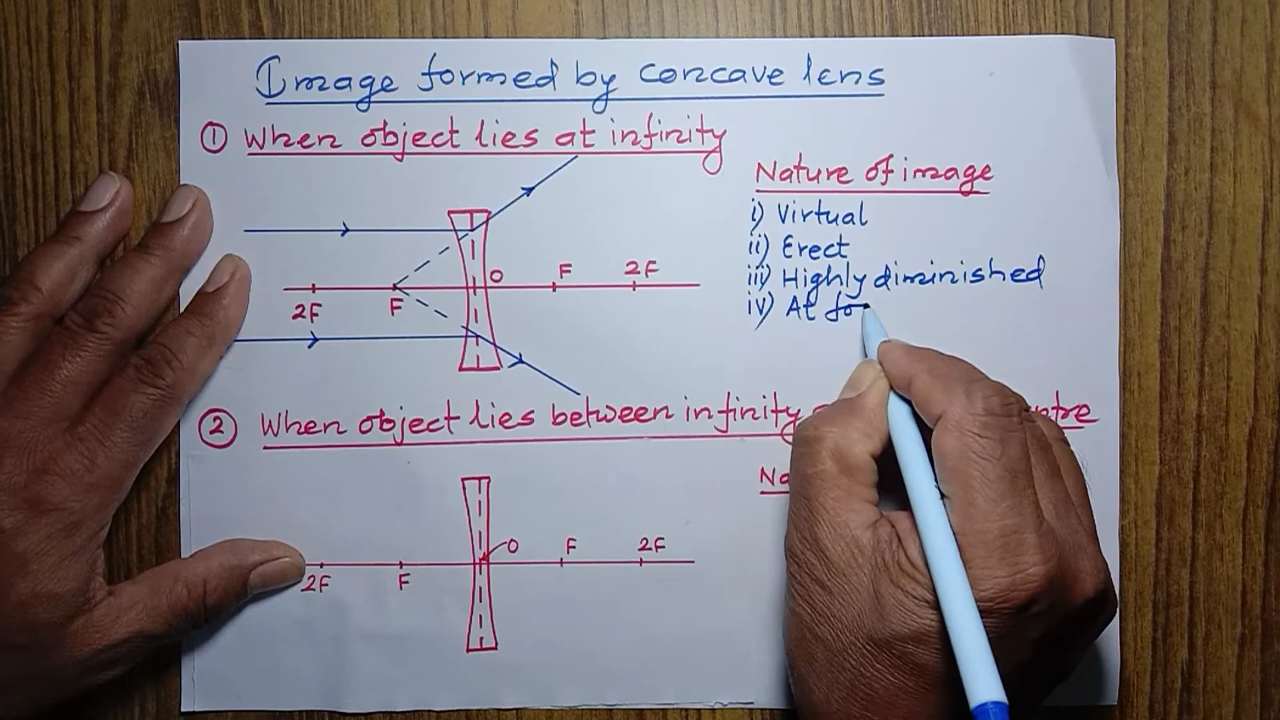 Image formed by concave lens
① When object lies at infinity
Nature of image
i) Virtual
ii) Erect
iii) Highly diminished
iv) At fo
O F 2F
2F F
② When object lies between infinity
O F 2F
2F F